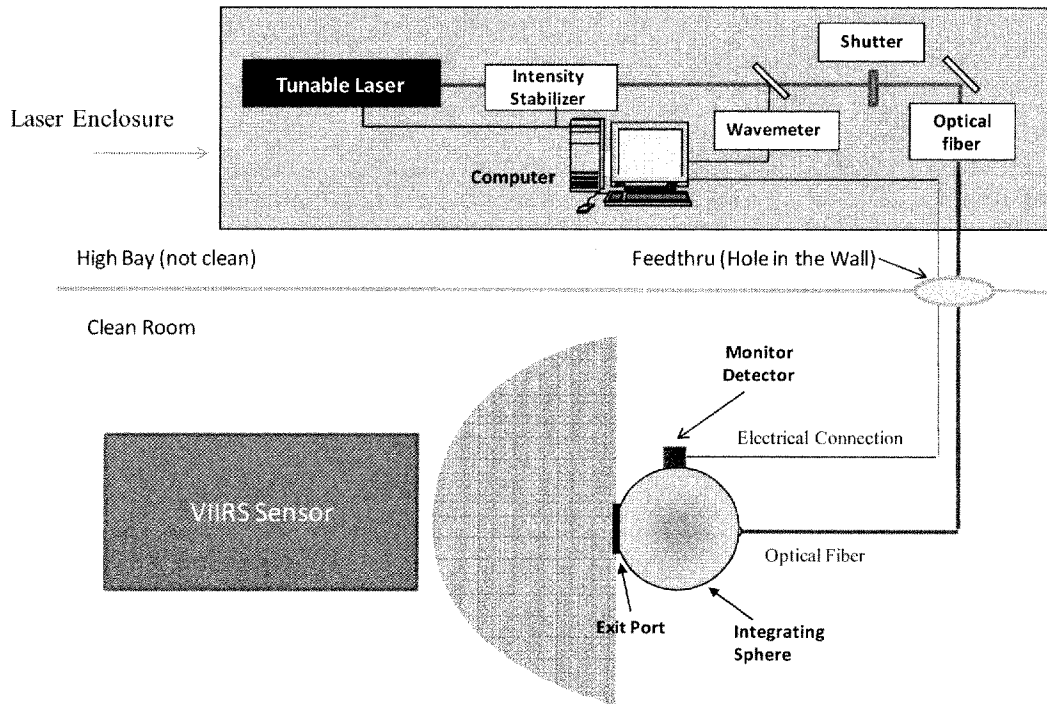 Shutter
Tunable Laser
Intensity
Stabilizer
Laser Enclosure
Wavemeter
Optical
fiber
Computer
High Bay (not clean)
Feedthru (Hole in the Wall)
Clean Room
Monitor
Detector
Electrical Connection
VIIRS Sensor
Optical Fiber
Exit Port
Integrating
Sphere